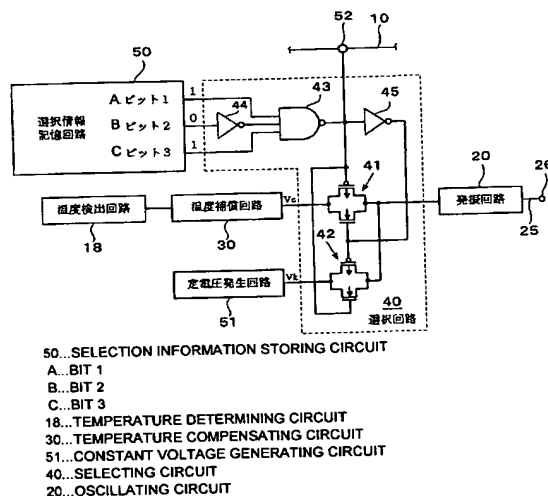 52
10
50
43
A ビット1
1
44
45
選択情報
記憶回路
B ビット2
0
C ビット3
1
41
20
26
温度検出回路
温度補償回路
Vc
発振回路
18
30
42
25
定電圧発生回路
Vk
40
選択回路
51
50...SELECTION INFORMATION STORING CIRCUIT
A...BIT 1
B...BIT 2
C...BIT 3
18...TEMPERATURE DETERMINING CIRCUIT
30...TEMPERATURE COMPENSATING CIRCUIT
51...CONSTANT VOLTAGE GENERATING CIRCUIT
40...SELECTING CIRCUIT
20...OSCILLATING CIRCUIT